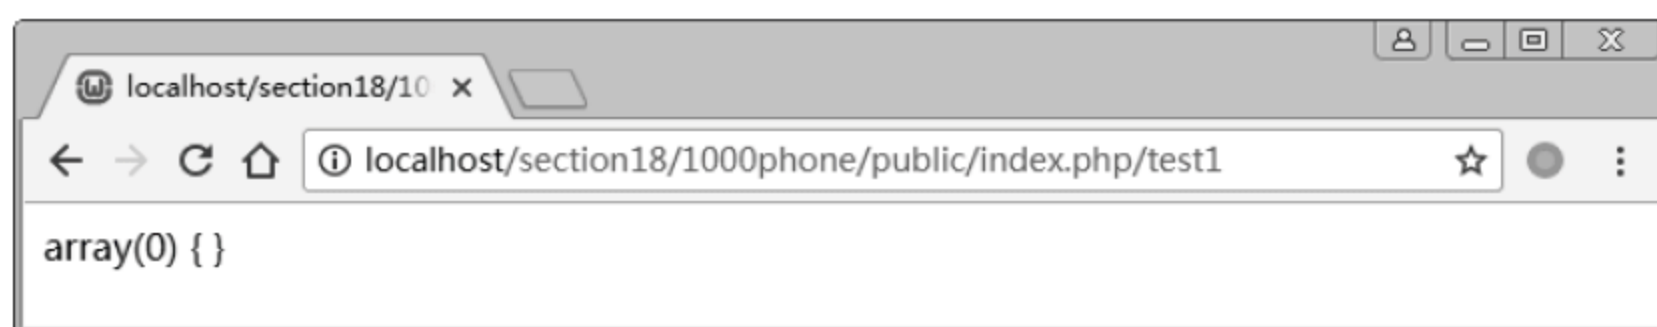 localhost/section18/10
localhost/section18/1000phone/public/index.php/test1
array(0) { }